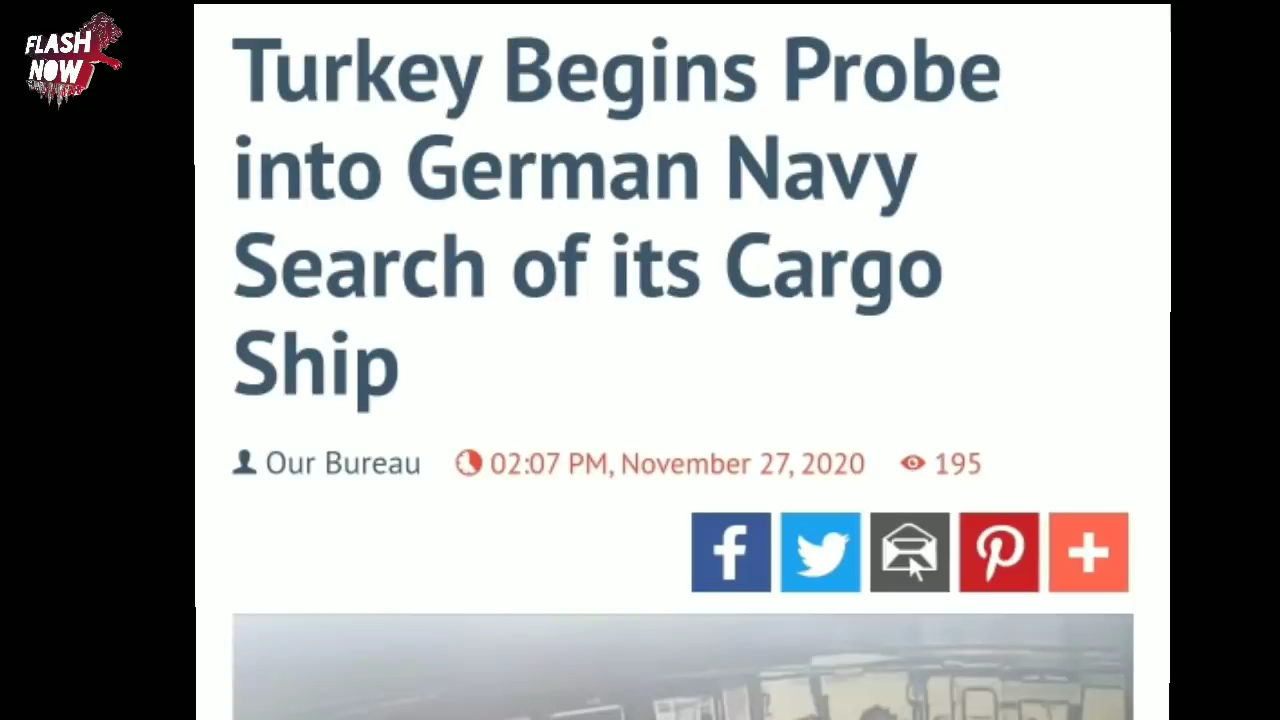 FLASH
NOW
Turkey Begins Probe
into German Navy
Search of its Cargo
Ship
Our Bureau 02:07 PM, November 27, 2020 195